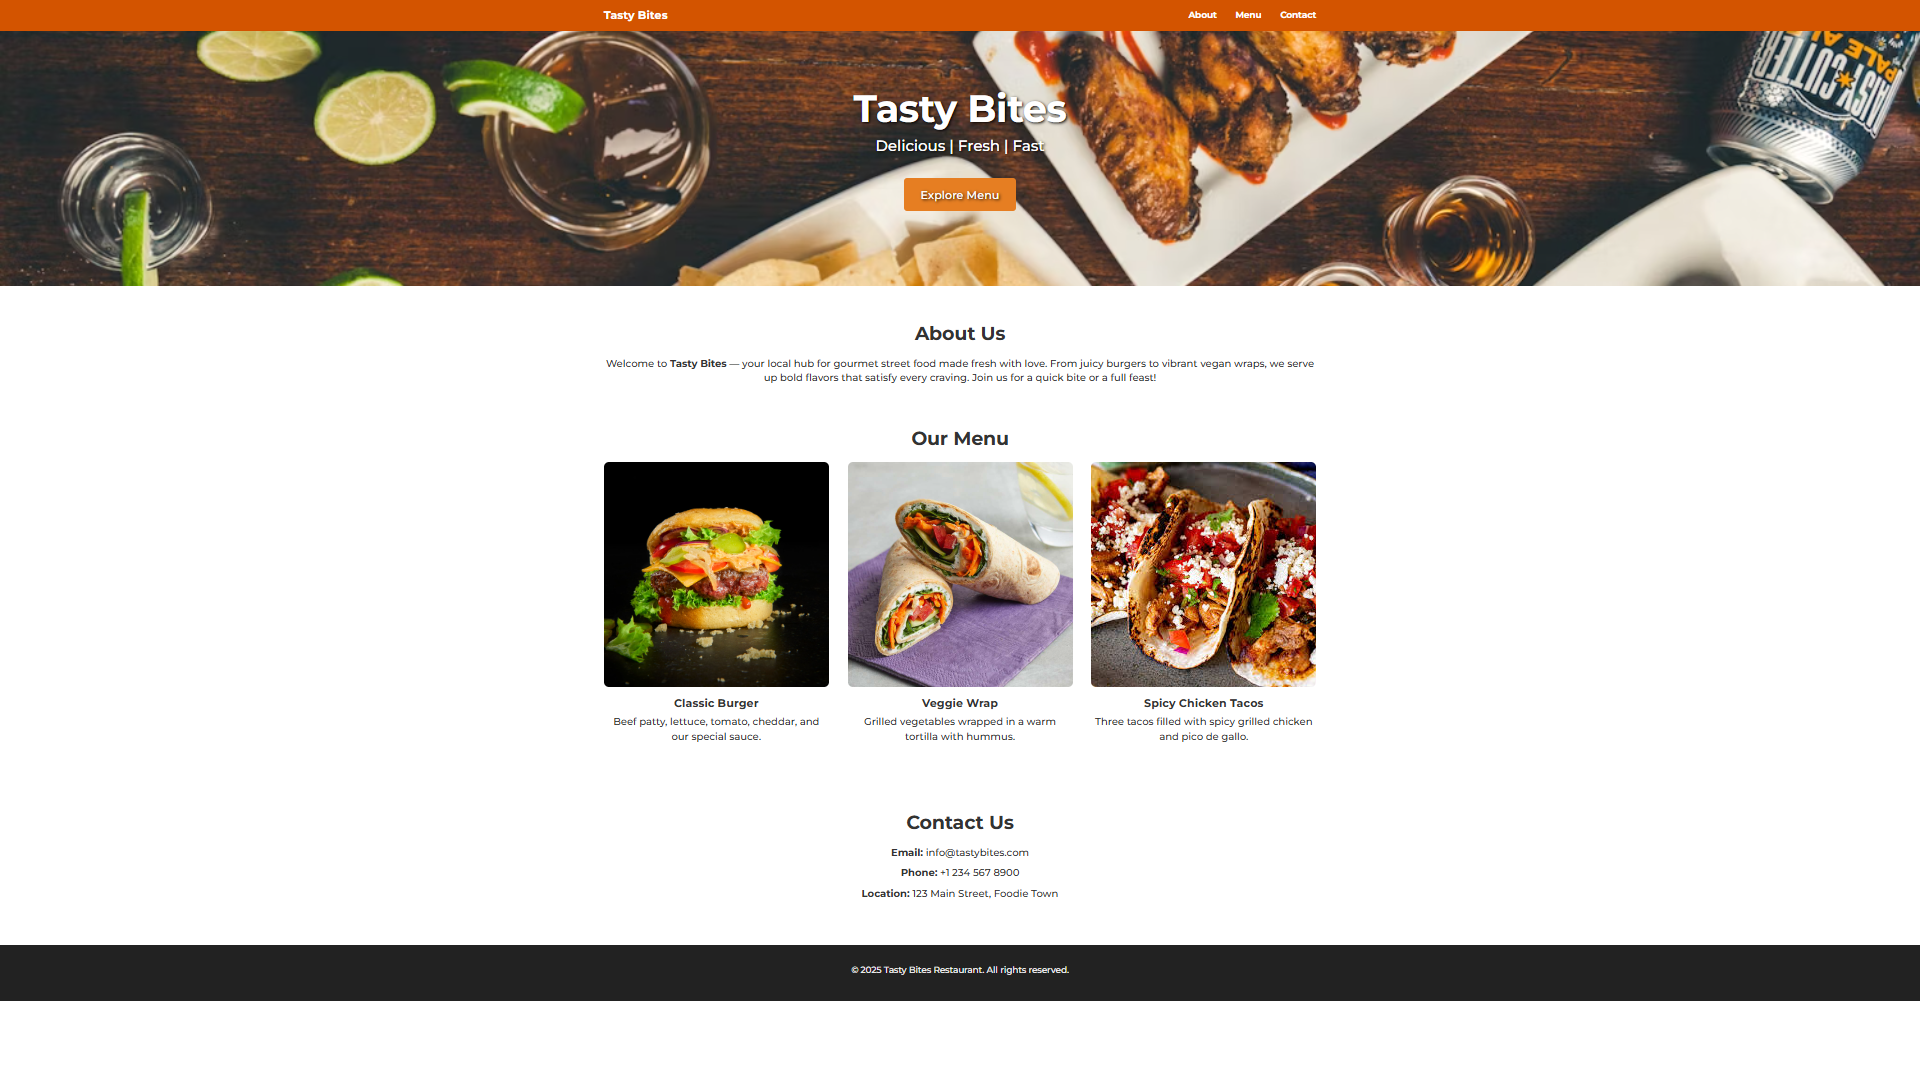 Tasty Bites
About Menu Contact
Tasty Bites
Delicious | Fresh | Fast
Explore Menu
PALE
About Us
Welcome to Tasty Bites — your local hub for gourmet street food made fresh with love. From juicy burgers to vibrant vegan wraps, we serve
up bold flavors that satisfy every craving. Join us for a quick bite or a full feast!
Our Menu
Classic Burger
Beef patty, lettuce, tomato, cheddar, and
our special sauce.
Veggie Wrap
Grilled vegetables wrapped in a warm
tortilla with hummus.
Spicy Chicken Tacos
Three tacos filled with spicy grilled chicken
and pico de gallo.
Contact Us
Email: info@tastybites.com
Phone: +1 234 567 8900
Location: 123 Main Street, Foodie Town
© 2025 Tasty Bites Restaurant. All rights reserved.